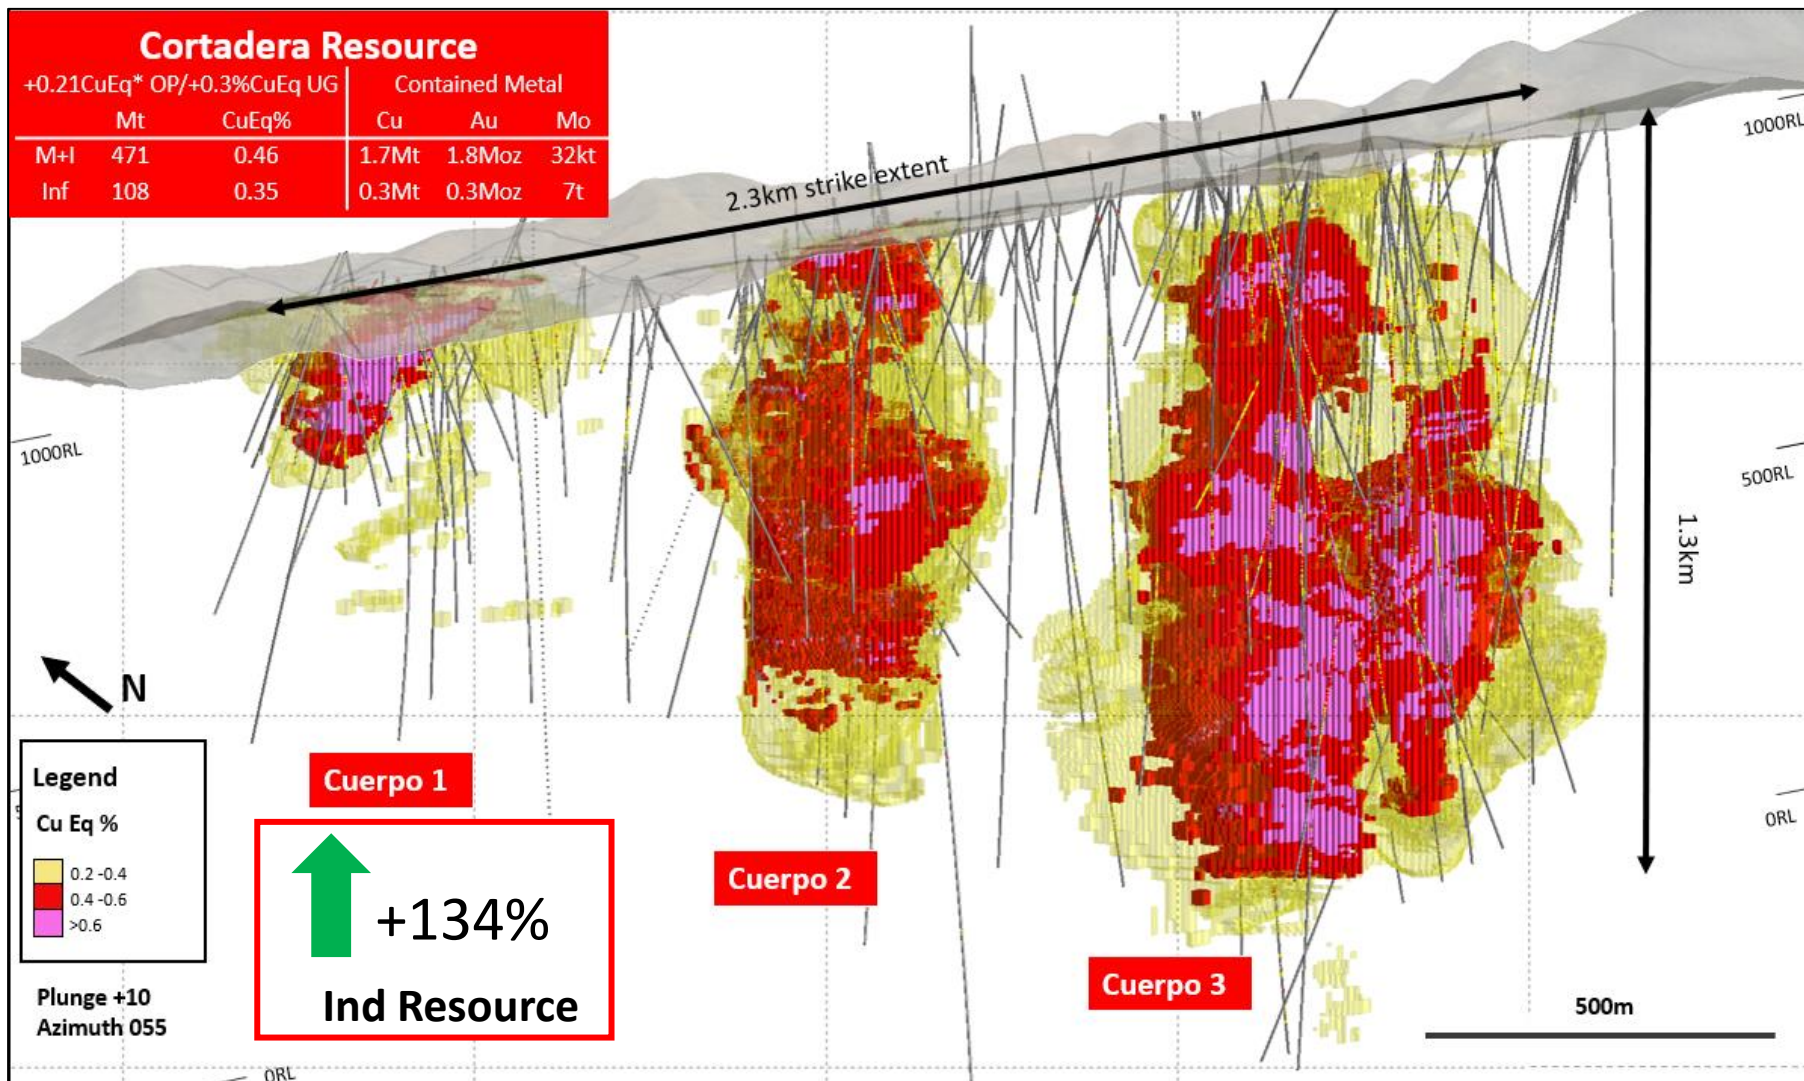 Cortadera Resource
+0.21CuEq* OP/+0.3%CuEq UG Contained Metal
Mt CuEq% Cu Au Mo
M+I 471 0.46 1.7Mt 1.8Moz 32kt
Inf 108 0.35 0.3Mt 0.3Moz 7t
2.3km strike extent
1000RL
1000RL
500RL
1.3km
N
0RL
Legend
Cu Eq %
0.2 -0.4
0.4 -0.6
>0.6
Plunge +10
Azimuth 055
Cuerpo 1
+134%
Ind Resource
Cuerpo 2
Cuerpo 3
500m
0RL